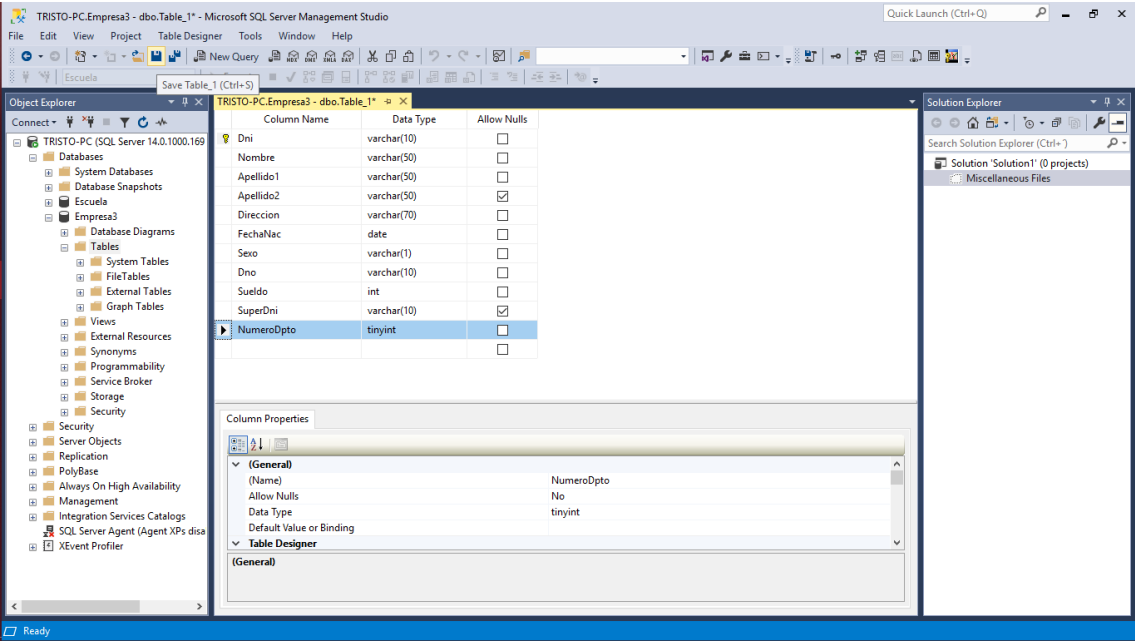 TRISTO-PC.Empresa3 - dbo.Table_1* - Microsoft SQL Server Management Studio
Quick Launch (Ctrl+Q)
File Edit View Project Table Designer Tools Window Help
New Query
Escuela
Save Table_1 (Ctrl+S)
Object Explorer
Connect
TRISTO-PC (SQL Server 14.0.1000.169
Databases
System Databases
Database Snapshots
Escuela
Empresa3
Database Diagrams
Tables
System Tables
FileTables
External Tables
Graph Tables
Views
External Resources
Synonyms
Programmability
Service Broker
Storage
Security
Security
Server Objects
Replication
PolyBase
Always On High Availability
Management
Integration Services Catalogs
SQL Server Agent (Agent XPs disa
XEvent Profiler
TRISTO-PC.Empresa3 - dbo.Table_1*
Column Name Data Type Allow Nulls
Dni varchar(10)
Nombre varchar(50)
Apellido1 varchar(50)
Apellido2 varchar(50)
Direccion varchar(70)
FechaNac date
Sexo varchar(1)
Dno varchar(10)
Sueldo int
SuperDni varchar(10)
NumeroDpto tinyint
Column Properties
(General)
(Name) NumeroDpto
Allow Nulls No
Data Type tinyint
Default Value or Binding
Table Designer
(General)
Solution Explorer
Search Solution Explorer (Ctrl+´)
Solution 'Solution1' (0 projects)
Miscellaneous Files
Ready